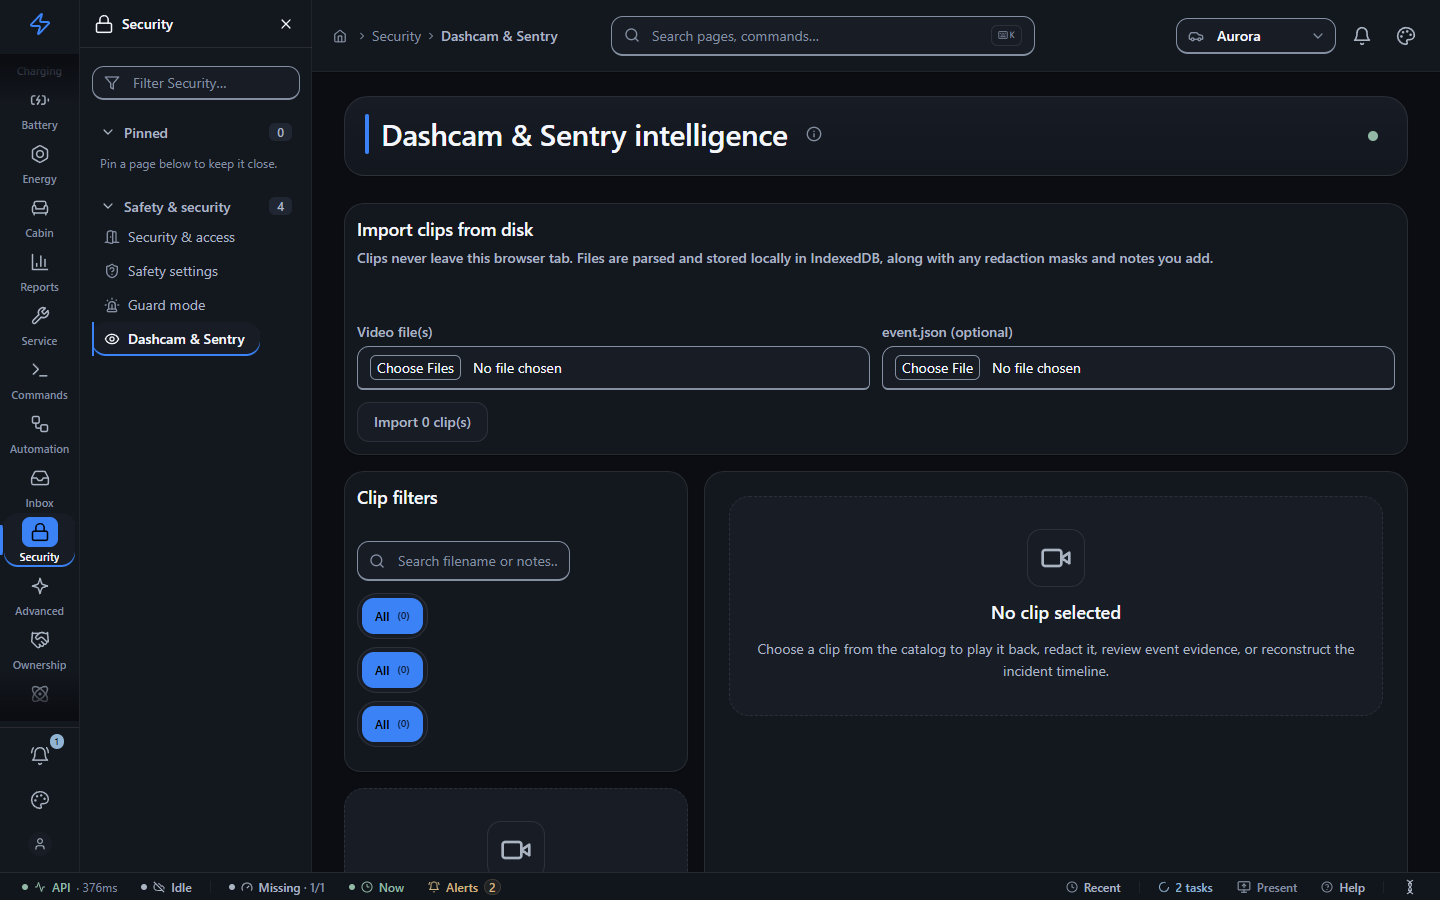 Security
Security
Dashcam & Sentry
Search pages, commands...
K
Aurora
Charging
Battery
Energy
Cabin
Reports
Service
Commands
Automation
Inbox
Security
Advanced
Ownership
1
Filter Security...
Pinned
0
Pin a page below to keep it close.
Safety & security
4
Security & access
Safety settings
Guard mode
Dashcam & Sentry
Dashcam & Sentry intelligence
Import clips from disk
Clips never leave this browser tab. Files are parsed and stored locally in IndexedDB, along with any redaction masks and notes you add.
Video file(s)
Choose Files No file chosen
event.json (optional)
Choose File No file chosen
Import 0 clip(s)
Clip filters
Search filename or notes..
All (0)
All (0)
All (0)
No clip selected
Choose a clip from the catalog to play it back, redact it, review event evidence, or reconstruct the
incident timeline.
API · 376ms
Idle
Missing · 1/1
Now
Alerts 2
Recent
2 tasks
Present
Help